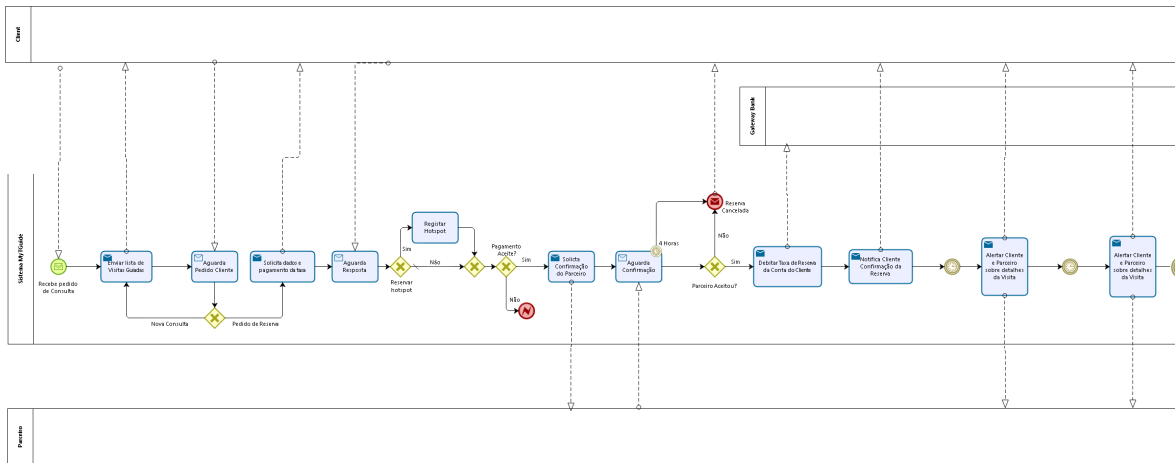 Client
Gateway Bank
Sistema MyTGuide
Parceiro
Recebe pedido
de Consulta
Enviar lista de
Visitas Guiadas
Aguarda
Pedido Cliente
Nova Consulta
Pedido de Reserva
Solicita dados e
pagamento da taxa
Aguarda
Resposta
Sim
Não
Reservar
hotspot
Registar
Hotspot
Pagamento
Aceite?
Sim
Não
Solicita
Confirmação
do Parceiro
Aguarda
Confirmação
4 Horas
Reserva
Cancelada
Não
Sim
Parceiro Aceitou?
Debitar Taxa de Reserva
da Conta do Cliente
Notifica Cliente
Confirmação da
Reserva
Alertar Cliente
e Parceiro
sobre detalhes
da Visita
Alertar Cliente
e Parceiro
sobre detalhes
da Visita